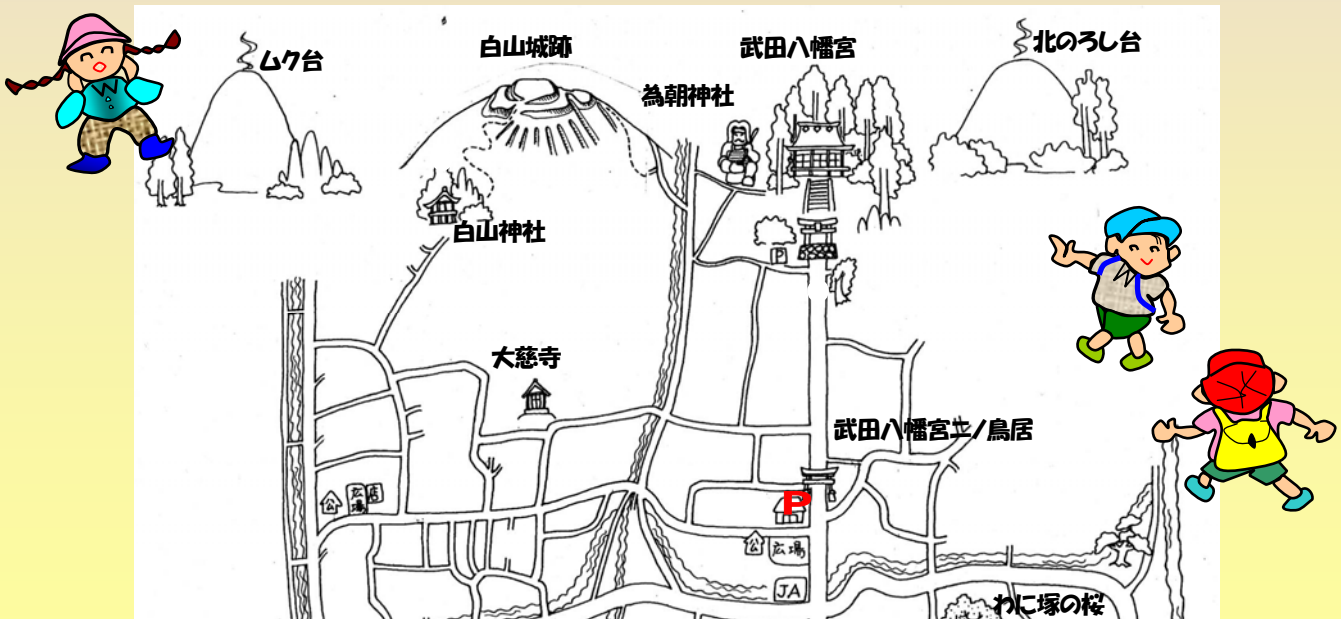 ムク台
白山城跡
武田八幡宮
北のろし台
為朝神社
白山神社
P
大慈寺
武田八幡宮二ノ鳥居
公
広場
店
P
公
広場
JA
わに塚の桜